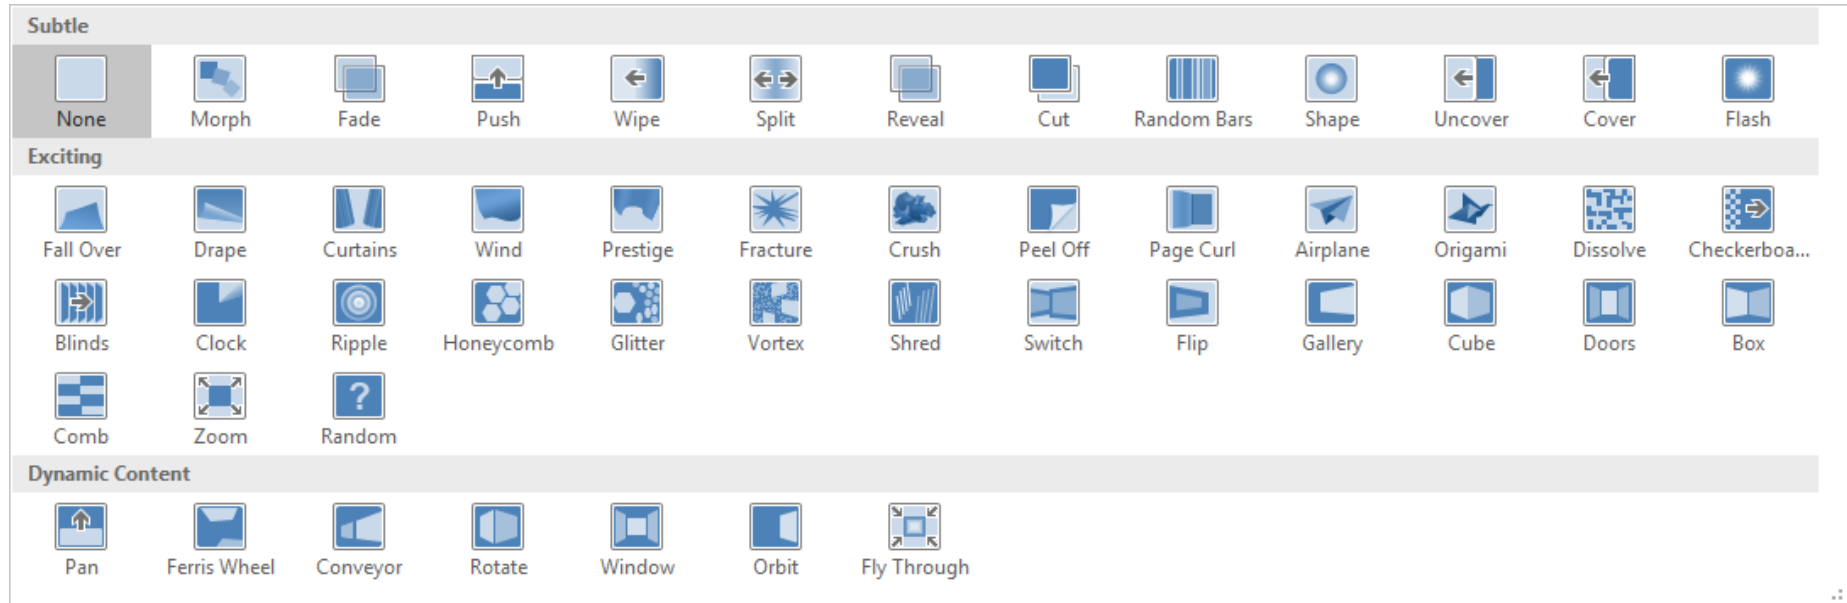 Subtle
None Morph Fade Push Wipe Split Reveal Cut Random Bars Shape Uncover Cover Flash
Exciting
Fall Over Drape Curtains Wind Prestige Fracture Crush Peel Off Page Curl Airplane Origami Dissolve Checkerboa...
Blinds Clock Ripple Honeycomb Glitter Vortex Shred Switch Flip Gallery Cube Doors Box
?
Comb Zoom Random
Dynamic Content
Pan Ferris Wheel Conveyor Rotate Window Orbit Fly Through